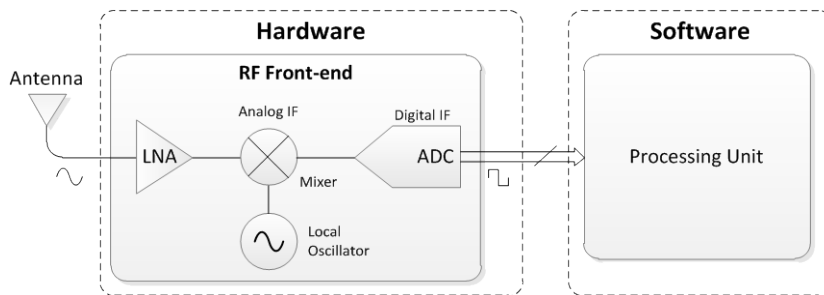 Hardware
Software
RF Front-end
Antenna
Analog IF
Digital IF
LNA
ADC
Processing Unit
Mixer
Local
Oscillator